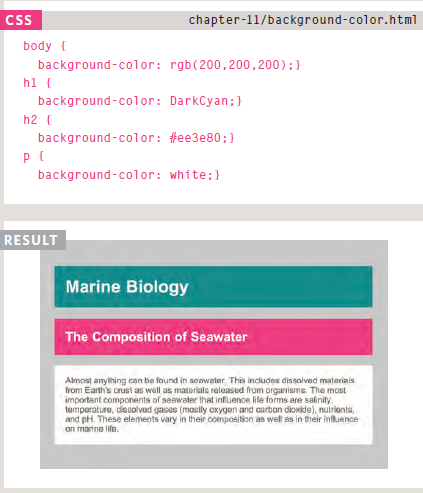 CSS
chapter-11/background-color.html
body {
  background-color: rgb(200,200,200);}
h1 {
  background-color: DarkCyan;}
h2 {
  background-color: #ee3e80;}
p {
  background-color: white;}
RESULT
Marine Biology
The Composition of Seawater
Almost anything can be found in seawater. This includes dissolved materials
from Earth's crust as well as materials released from organisms. The most
important components of seawater that influence life forms are salinity,
temperature, dissolved gases (mostly oxygen and carbon dioxide), nutrients,
and pH. These elements vary in their composition as well as in their influence
on marine life.